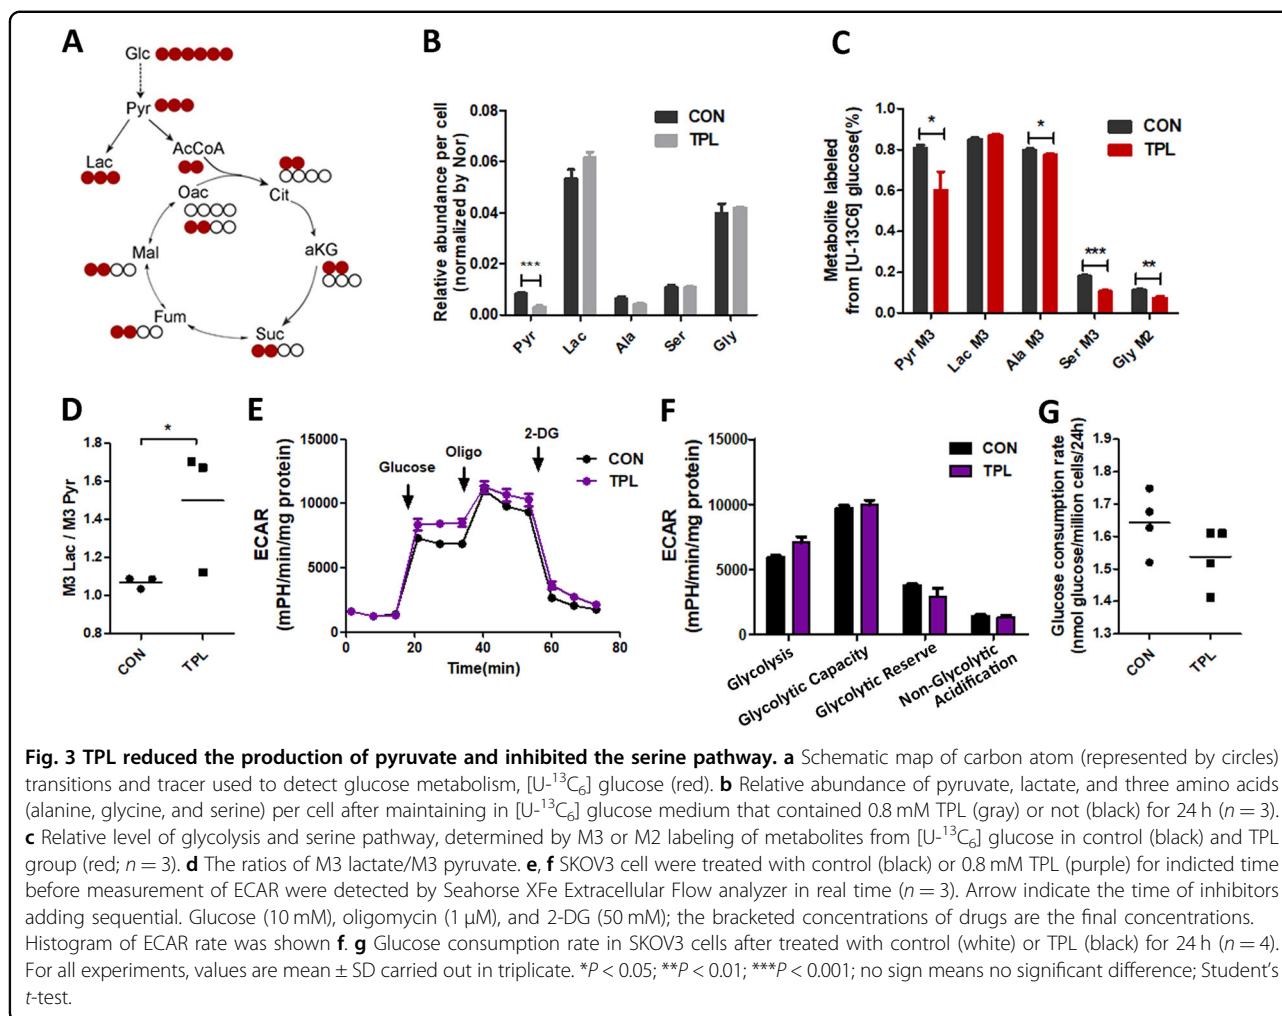 A
Glc
Pyr
AcCoA
Lac
Oac
Cit
Mal
aKG
Fum
Suc
B
Relative abundance per cell
(normalized by Nor)
0.08
0.06
0.04
0.02
0.00
CON
TPL
***
Pyr
Lac
Ala
Ser
Gly
C
Metabolite labeled
from [U-13C6] glucose(%)
1.0
0.8
0.6
0.4
0.2
0.0
CON
TPL
*
*
***
**
Pyr M3
Lac M3
Ala M3
Ser M3
Gly M2
D
M3 Lac / M3 Pyr
1.8
1.6
1.4
1.2
1.0
0.8
*
CON
TPL
E
ECAR
(mPH/min/mg protein)
15000
10000
5000
0
Glucose
Oligo
2-DG
CON
TPL
0
20
40
60
80
Time(min)
F
ECAR
(mPH/min/mg protein)
15000
10000
5000
0
CON
TPL
Glycolysis
Glycolytic Capacity
Glycolytic Reserve
Non-Glycolytic
Acidification
G
Glucose consumption rate
(nmol glucose/million cells/24h)
1.9
1.8
1.7
1.6
1.5
1.4
1.3
CON
TPL
Fig. 3 TPL reduced the production of pyruvate and inhibited the serine pathway. a Schematic map of carbon atom (represented by circles)
transitions and tracer used to detect glucose metabolism, [U-¹³C₆] glucose (red). b Relative abundance of pyruvate, lactate, and three amino acids
(alanine, glycine, and serine) per cell after maintaining in [U-¹³C₆] glucose medium that contained 0.8 mM TPL (gray) or not (black) for 24 h (n = 3).
c Relative level of glycolysis and serine pathway, determined by M3 or M2 labeling of metabolites from [U-¹³C₆] glucose in control (black) and TPL
group (red; n = 3). d The ratios of M3 lactate/M3 pyruvate. e, f SKOV3 cell were treated with control (black) or 0.8 mM TPL (purple) for indicted time
before measurement of ECAR were detected by Seahorse XFe Extracellular Flow analyzer in real time (n = 3). Arrow indicate the time of inhibitors
adding sequential. Glucose (10 mM), oligomycin (1 μM), and 2-DG (50 mM); the bracketed concentrations of drugs are the final concentrations.
Histogram of ECAR rate was shown f. g Glucose consumption rate in SKOV3 cells after treated with control (white) or TPL (black) for 24 h (n = 4).
For all experiments, values are mean ± SD carried out in triplicate. *P < 0.05; **P < 0.01; ***P < 0.001; no sign means no significant difference; Student's
t-test.